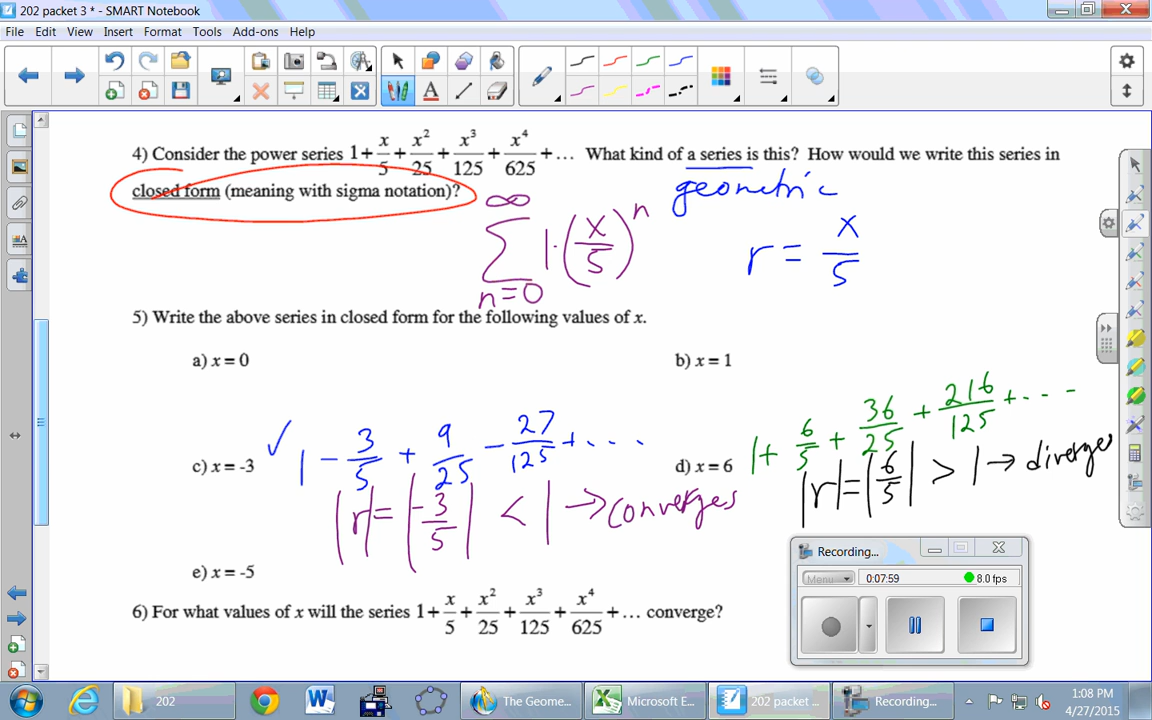 202 packet 3 * - SMART Notebook
File Edit View Insert Format Tools Add-ons Help
4) Consider the power series 1+x/5+x²/25+x³/125+x⁴/625+… What kind of a series is this? How would we write this series in
closed form (meaning with sigma notation)?
geometric
∞
∑ 1·(x/5)ⁿ
n=0
r = x/5
5) Write the above series in closed form for the following values of x.
a) x = 0
b) x = 1
c) x = -3
✓ 1 - 3/5 + 9/25 - 27/125 + ....
|r| = |-3/5| < 1 → converges
d) x = 6
1 + 6/5 + 36/25 + 216/125 + ....
|r| = |6/5| > 1 → diverges
e) x = -5
6) For what values of x will the series 1+x/5+x²/25+x³/125+x⁴/625+… converge?
Recording...
Menu
0:07:59
8.0 fps
202
The Geome...
Microsoft E...
202 packet ...
Recording...
1:08 PM
4/27/2015